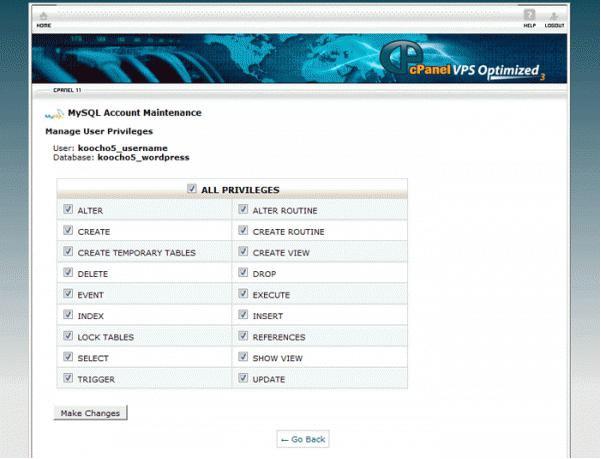 HOME HELP LOGOUT
cPanel VPS Optimized 3
CPANEL 11
MySQL MySQL Account Maintenance
Manage User Privileges
User: koocho5_username
Database: koocho5_wordpress
ALL PRIVILEGES
ALTER ALTER ROUTINE
CREATE CREATE ROUTINE
CREATE TEMPORARY TABLES CREATE VIEW
DELETE DROP
EVENT EXECUTE
INDEX INSERT
LOCK TABLES REFERENCES
SELECT SHOW VIEW
TRIGGER UPDATE
Make Changes
← Go Back